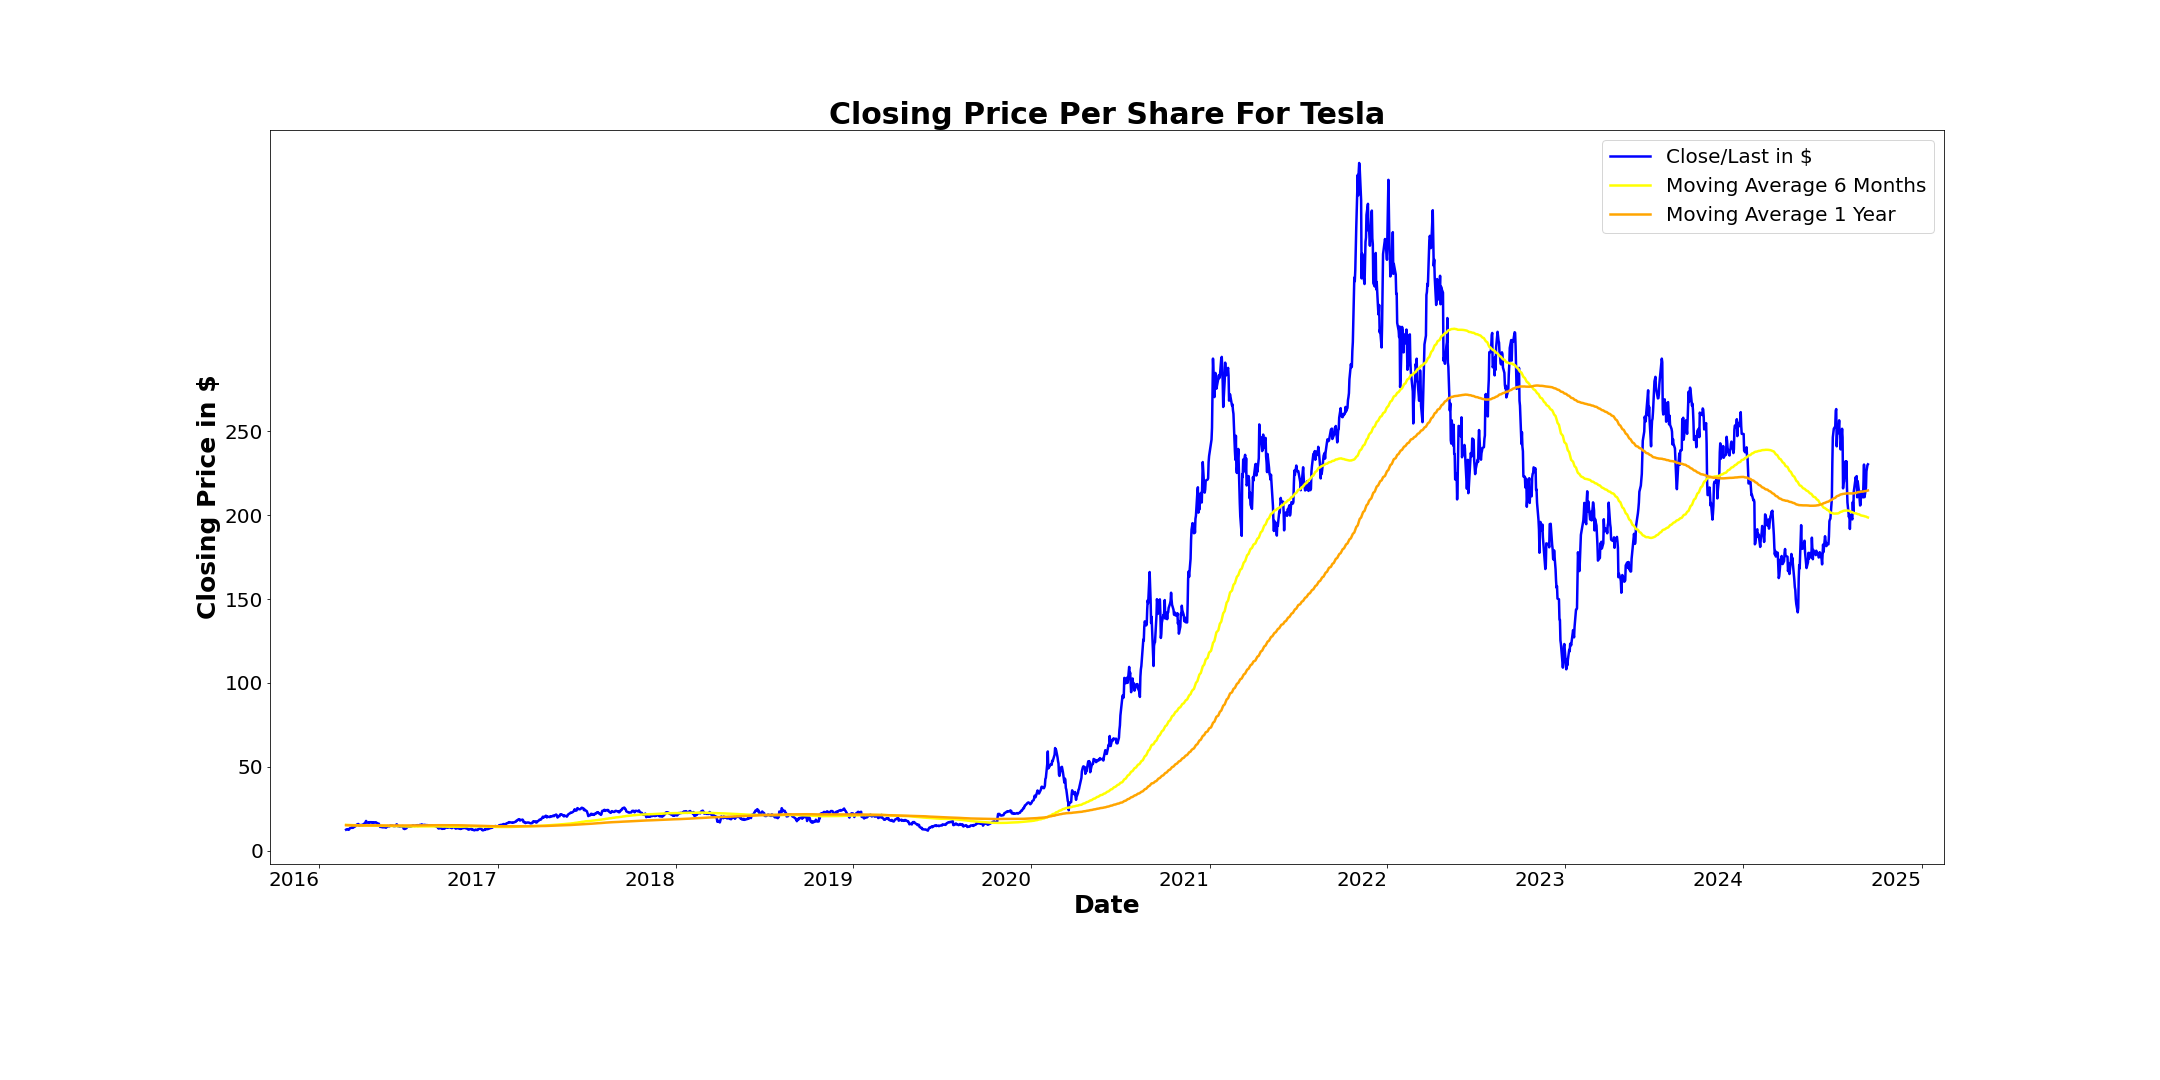 Closing Price Per Share For Tesla
Close/Last in $
Moving Average 6 Months
Moving Average 1 Year
Closing Price in $
250
200
150
100
50
0
2016 2017 2018 2019 2020 2021 2022 2023 2024 2025
Date